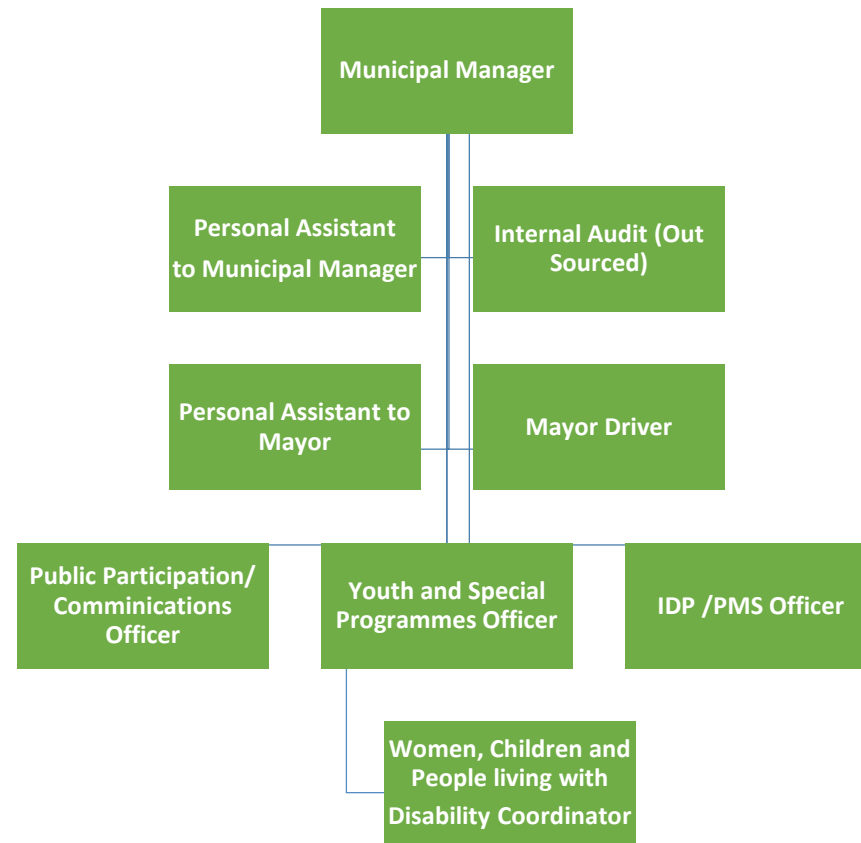 Municipal Manager
Personal Assistant
to Municipal Manager
Internal Audit (Out
Sourced)
Personal Assistant to
Mayor
Mayor Driver
Public Participation/
Comminications
Officer
Youth and Special
Programmes Officer
IDP /PMS Officer
Women, Children and
People living with
Disability Coordinator